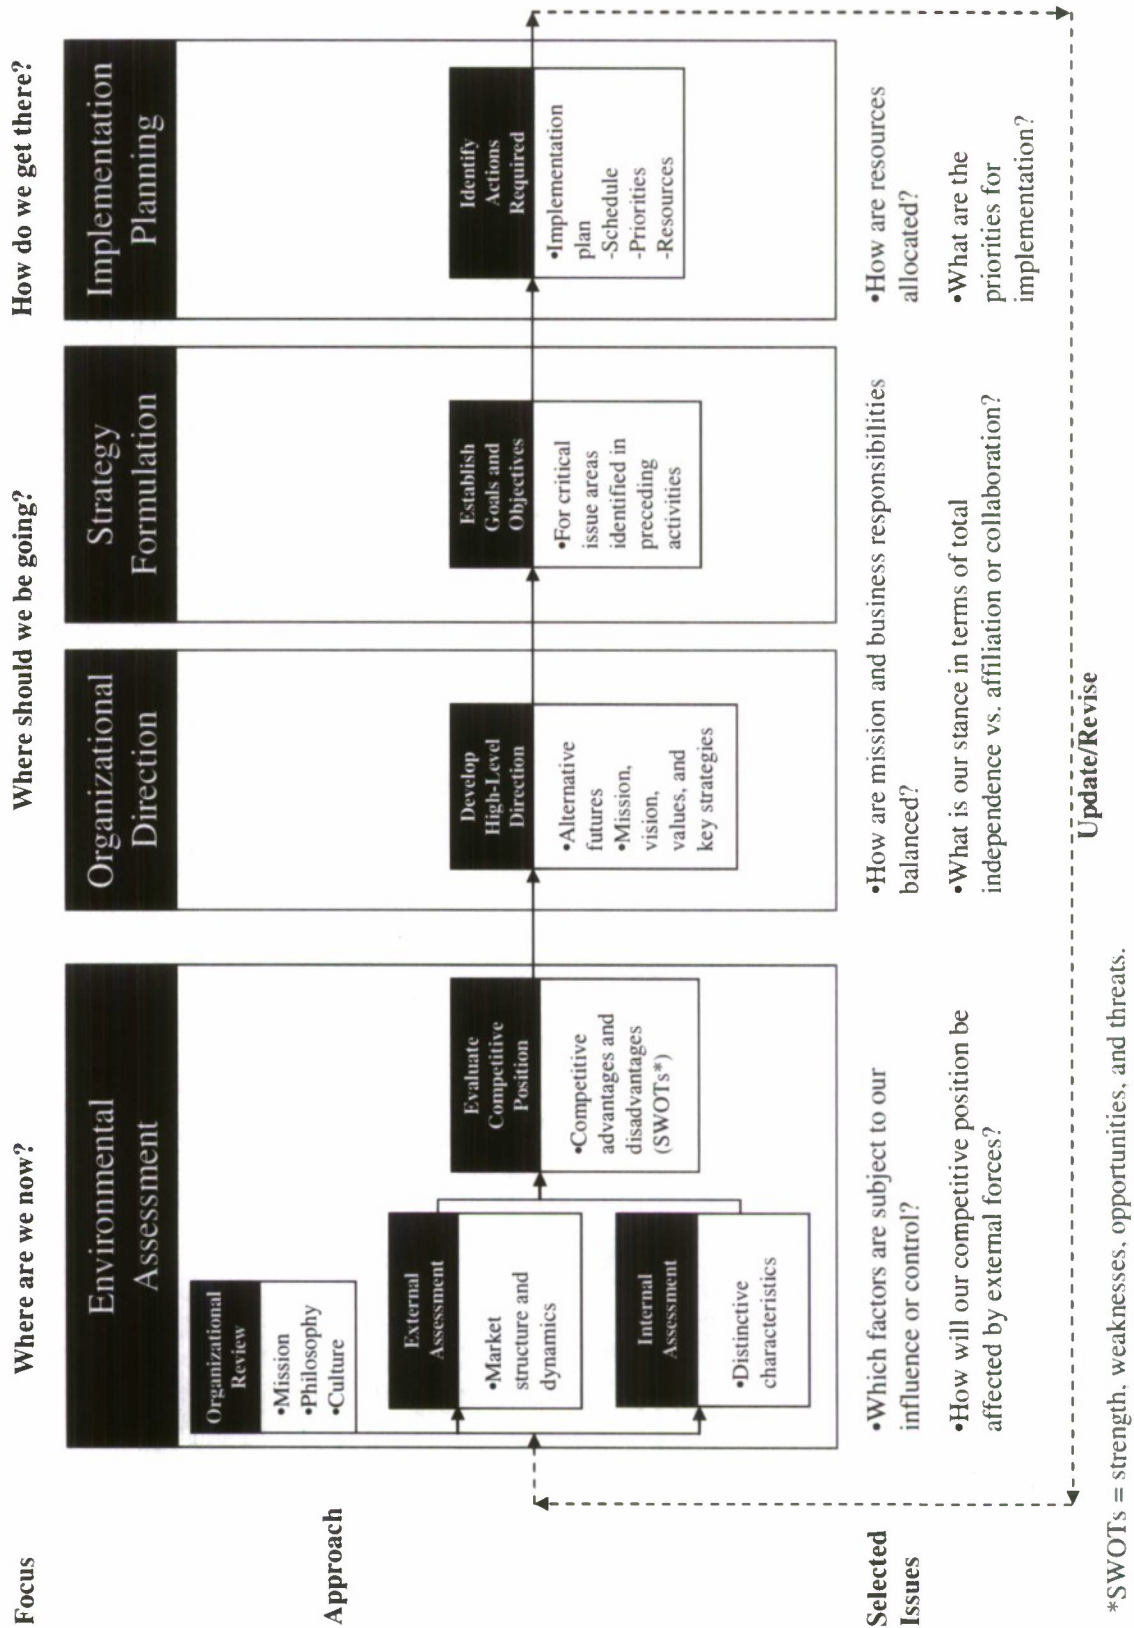 Focus
Where are we now?
Where should we be going?
How do we get there?
Environmental
Assessment
Organizational
Direction
Strategy
Formulation
Implementation
Planning
Approach
Organizational
Review
•Mission
•Philosophy
•Culture
External
Assessment
•Market
structure and
dynamics
Internal
Assessment
•Distinctive
characteristics
Evaluate
Competitive
Position
•Competitive
advantages and
disadvantages
(SWOTs*)
Develop
High-Level
Direction
•Alternative
futures
•Mission,
vision,
values, and
key strategies
Establish
Goals and
Objectives
•For critical
issue areas
identified in
preceding
activities
Identify
Actions
Required
•Implementation
plan
-Schedule
-Priorities
-Resources
Selected
Issues
•Which factors are subject to our
influence or control?
•How will our competitive position be
affected by external forces?
•How are mission and business responsibilities
balanced?
•What is our stance in terms of total
independence vs. affiliation or collaboration?
•How are resources
allocated?
•What are the
priorities for
implementation?
Update/Revise
*SWOTs = strength, weaknesses, opportunities, and threats.